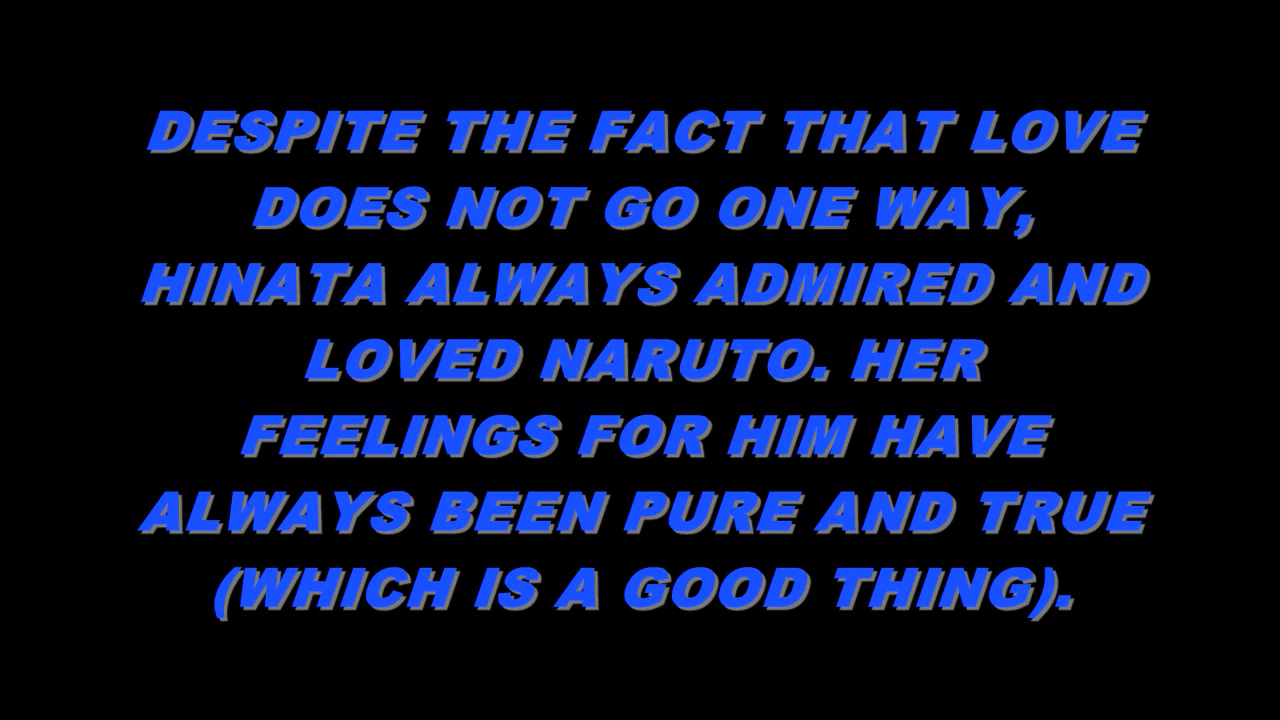 DESPITE THE FACT THAT LOVE
DOES NOT GO ONE WAY,
HINATA ALWAYS ADMIRED AND
LOVED NARUTO. HER
FEELINGS FOR HIM HAVE
ALWAYS BEEN PURE AND TRUE
(WHICH IS A GOOD THING).